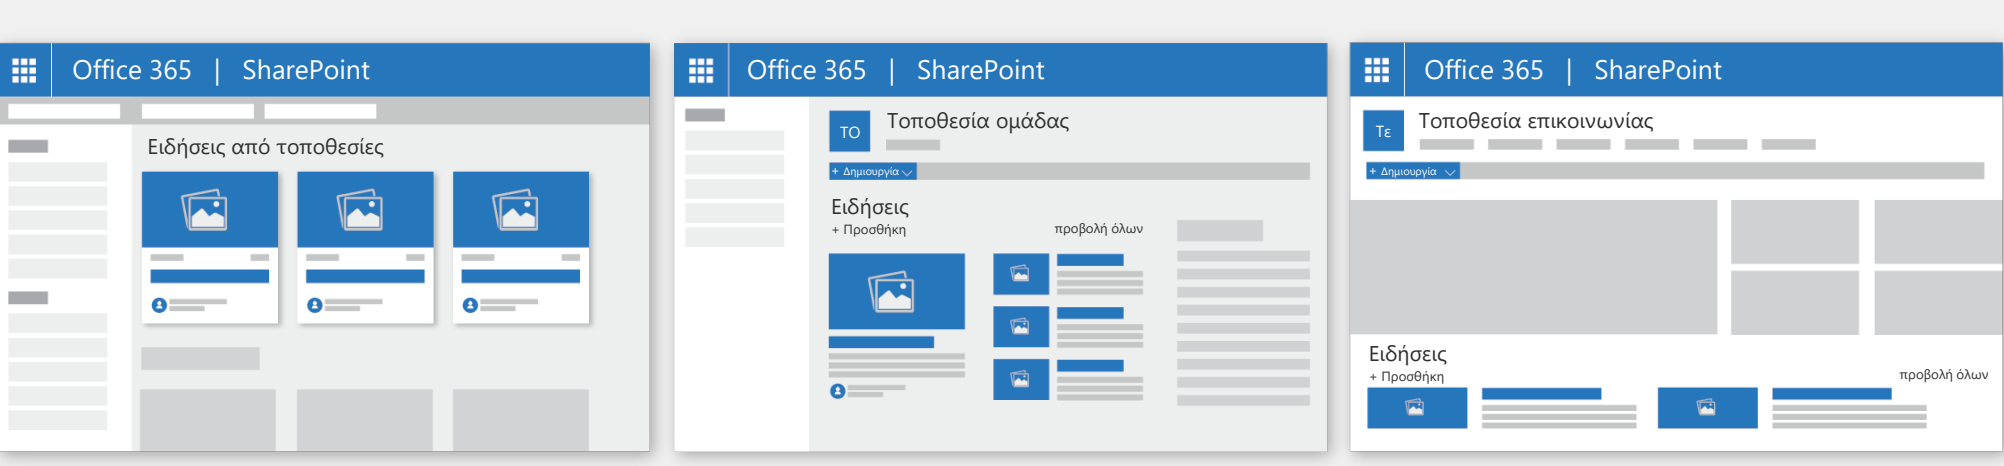 Office 365 | SharePoint
Ειδήσεις από τοποθεσίες
Office 365 | SharePoint
ΤΟ
Τοποθεσία ομάδας
+ Δημιουργία
Ειδήσεις
+ Προσθήκη
προβολή όλων
Office 365 | SharePoint
Τε
Τοποθεσία επικοινωνίας
+ Δημιουργία
Ειδήσεις
+ Προσθήκη
προβολή όλων